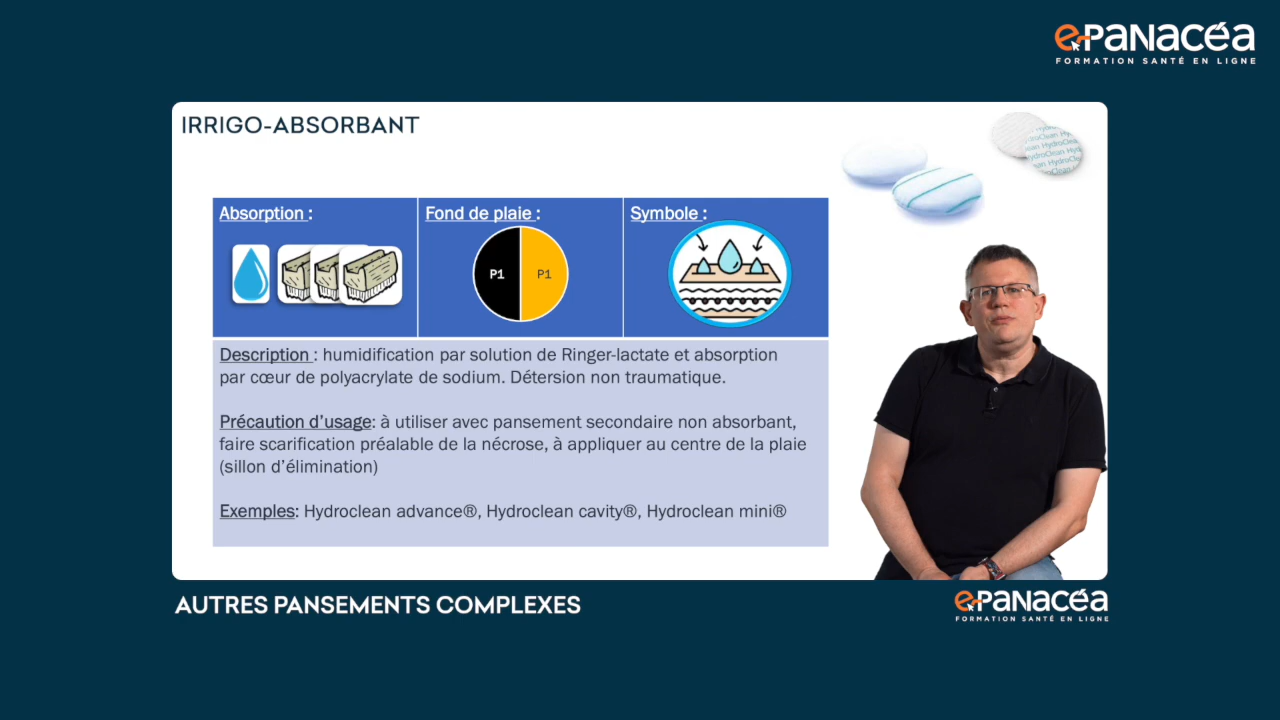 e-PANACÉA
FORMATION SANTÉ EN LIGNE
IRRIGO-ABSORBANT
Absorption :
Fond de plaie :
Symbole :
P1
P1
Description : humidification par solution de Ringer-lactate et absorption
par cœur de polyacrylate de sodium. Détersion non traumatique.
Précaution d’usage: à utiliser avec pansement secondaire non absorbant,
faire scarification préalable de la nécrose, à appliquer au centre de la plaie
(sillon d’élimination)
Exemples: Hydroclean advance®, Hydroclean cavity®, Hydroclean mini®
AUTRES PANSEMENTS COMPLEXES
e-PANACÉA
FORMATION SANTÉ EN LIGNE